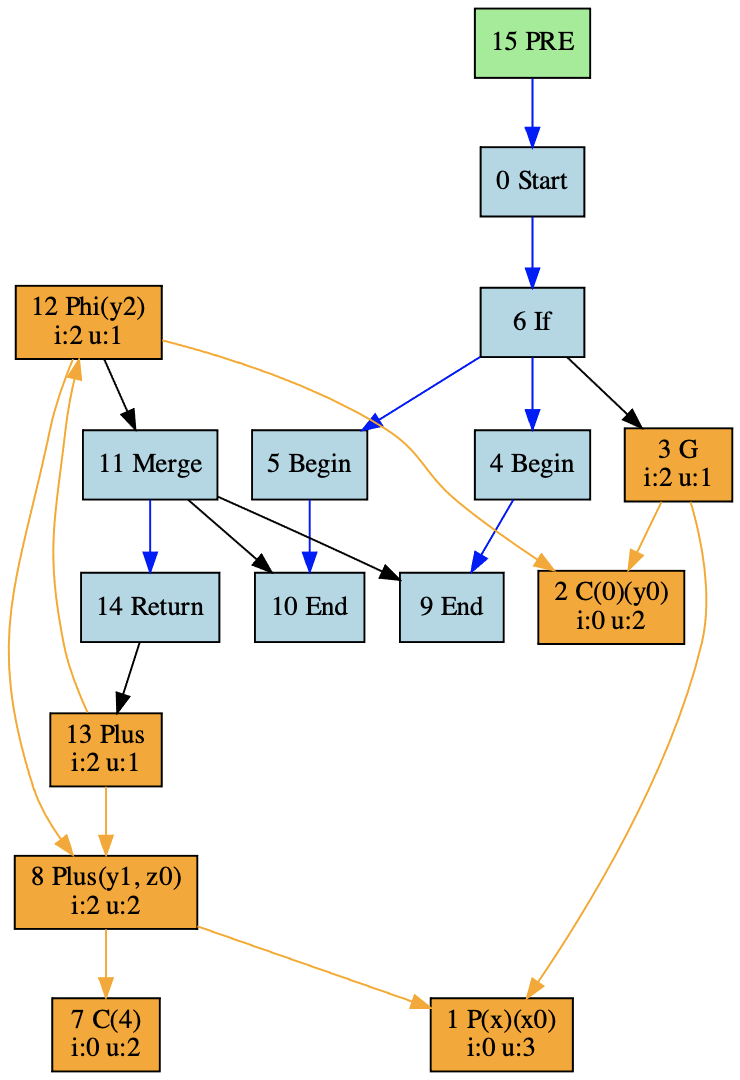 15 PRE
0 Start
6 If
12 Phi(y2)
i:2 u:1
11 Merge
5 Begin
4 Begin
3 G
i:2 u:1
14 Return
10 End
9 End
2 C(0)(y0)
i:0 u:2
13 Plus
i:2 u:1
8 Plus(y1, z0)
i:2 u:2
7 C(4)
i:0 u:2
1 P(x)(x0)
i:0 u:3